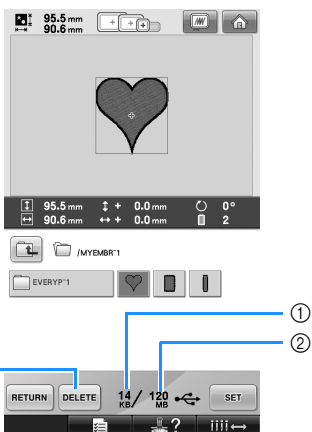 95.5 mm
90.6 mm
95.5 mm + 0.0 mm 0°
90.6 mm + 0.0 mm 2
/MYEMBR~1
EVERYP~1
①
②
RETURN DELETE 14 KB / 120 MB SET
?